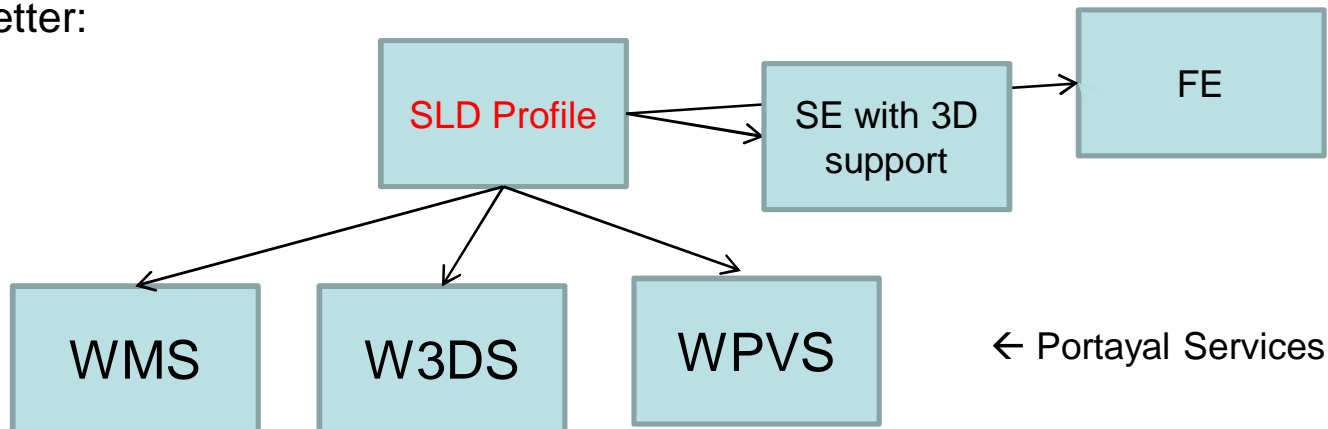 etter:
SLD Profile
SE with 3D
support
FE
WMS
W3DS
WPVS
← Portayal Services